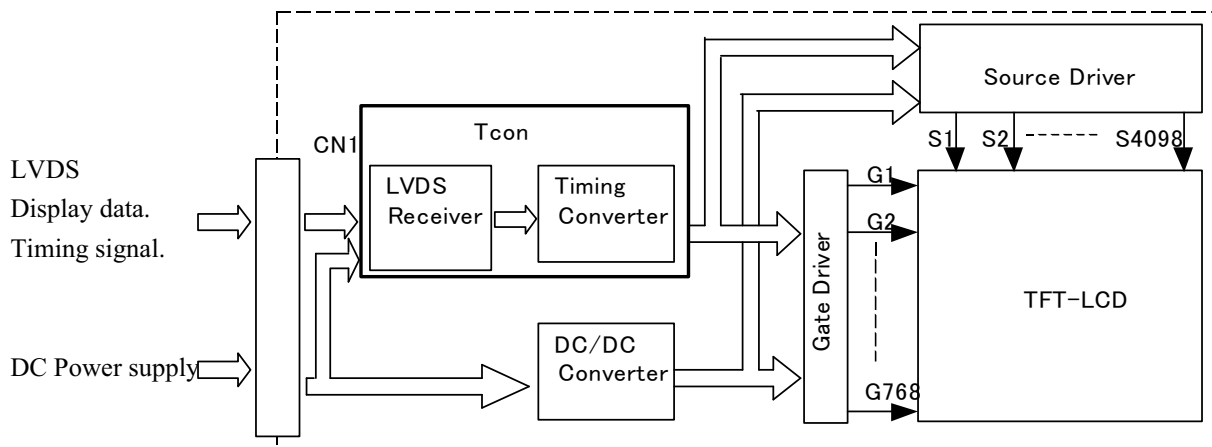 Source Driver
CN1
Tcon
S1 S2 S4098
LVDS
Display data.
Timing signal.
LVDS
Receiver
Timing
Converter
G1
G2
Gate Driver
TFT-LCD
DC Power supply
DC/DC
Converter
G768